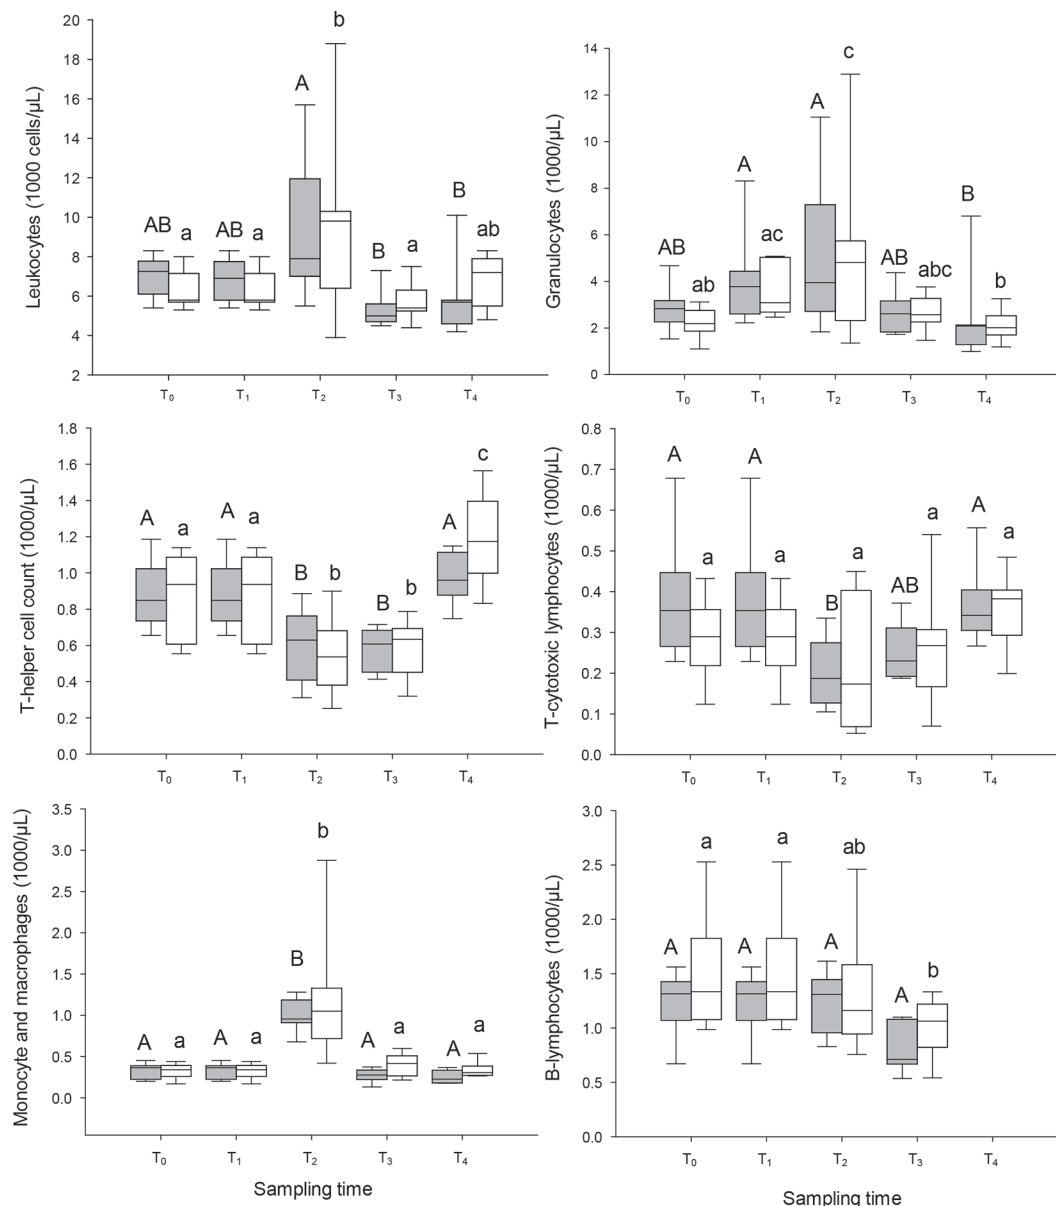 Leukocytes (1000 cells/µL)
20
18
16
14
12
10
8
6
4
2
AB a AB a A b B a B ab
T0 T1 T2 T3 T4
Granulocytes (1000/µL)
14
12
10
8
6
4
2
0
AB ab A ac A c AB abc B b
T0 T1 T2 T3 T4
T-helper cell count (1000/µL)
1.8
1.6
1.4
1.2
1.0
0.8
0.6
0.4
0.2
0.0
A a A a B b B b A c
T0 T1 T2 T3 T4
T-cytotoxic lymphocytes (1000/µL)
0.8
0.7
0.6
0.5
0.4
0.3
0.2
0.1
0.0
A a A a B a AB a A a
T0 T1 T2 T3 T4
Monocyte and macrophages (1000/µL)
3.5
3.0
2.5
2.0
1.5
1.0
0.5
0.0
A a A a B b A a A a
T0 T1 T2 T3 T4
Sampling time
B-lymphocytes (1000/µL)
3.0
2.5
2.0
1.5
1.0
0.5
0.0
A a A a A ab A b
T0 T1 T2 T3 T4
Sampling time